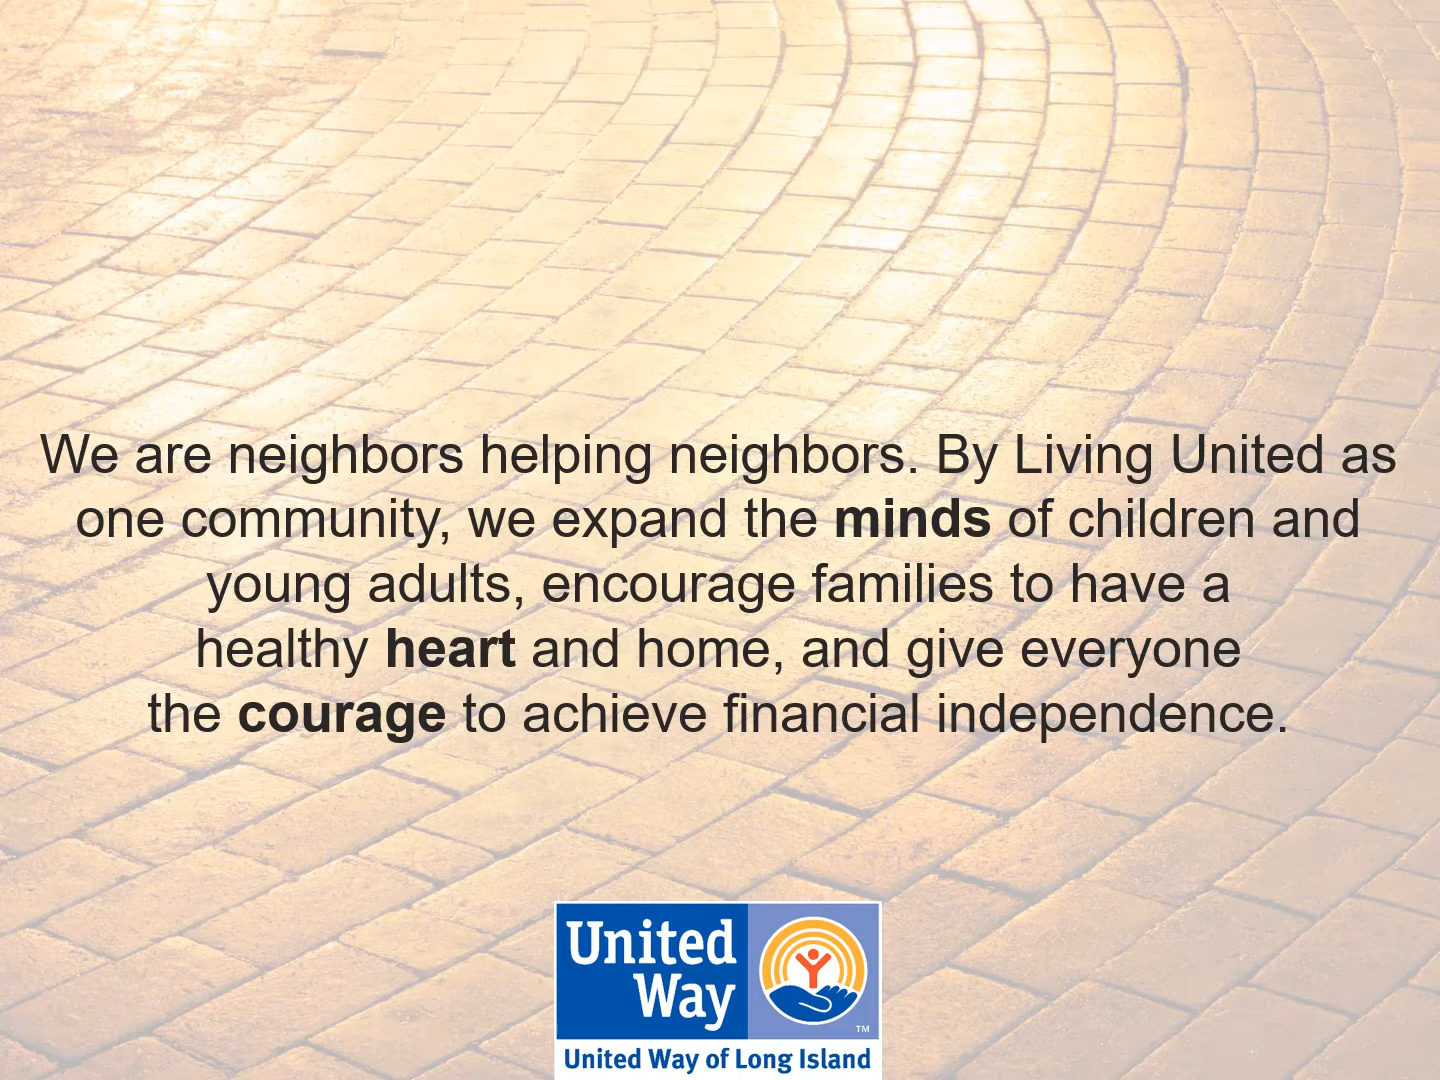 We are neighbors helping neighbors. By Living United as
one community, we expand the minds of children and
young adults, encourage families to have a
healthy heart and home, and give everyone
the courage to achieve financial independence.
United
Way
TM
United Way of Long Island